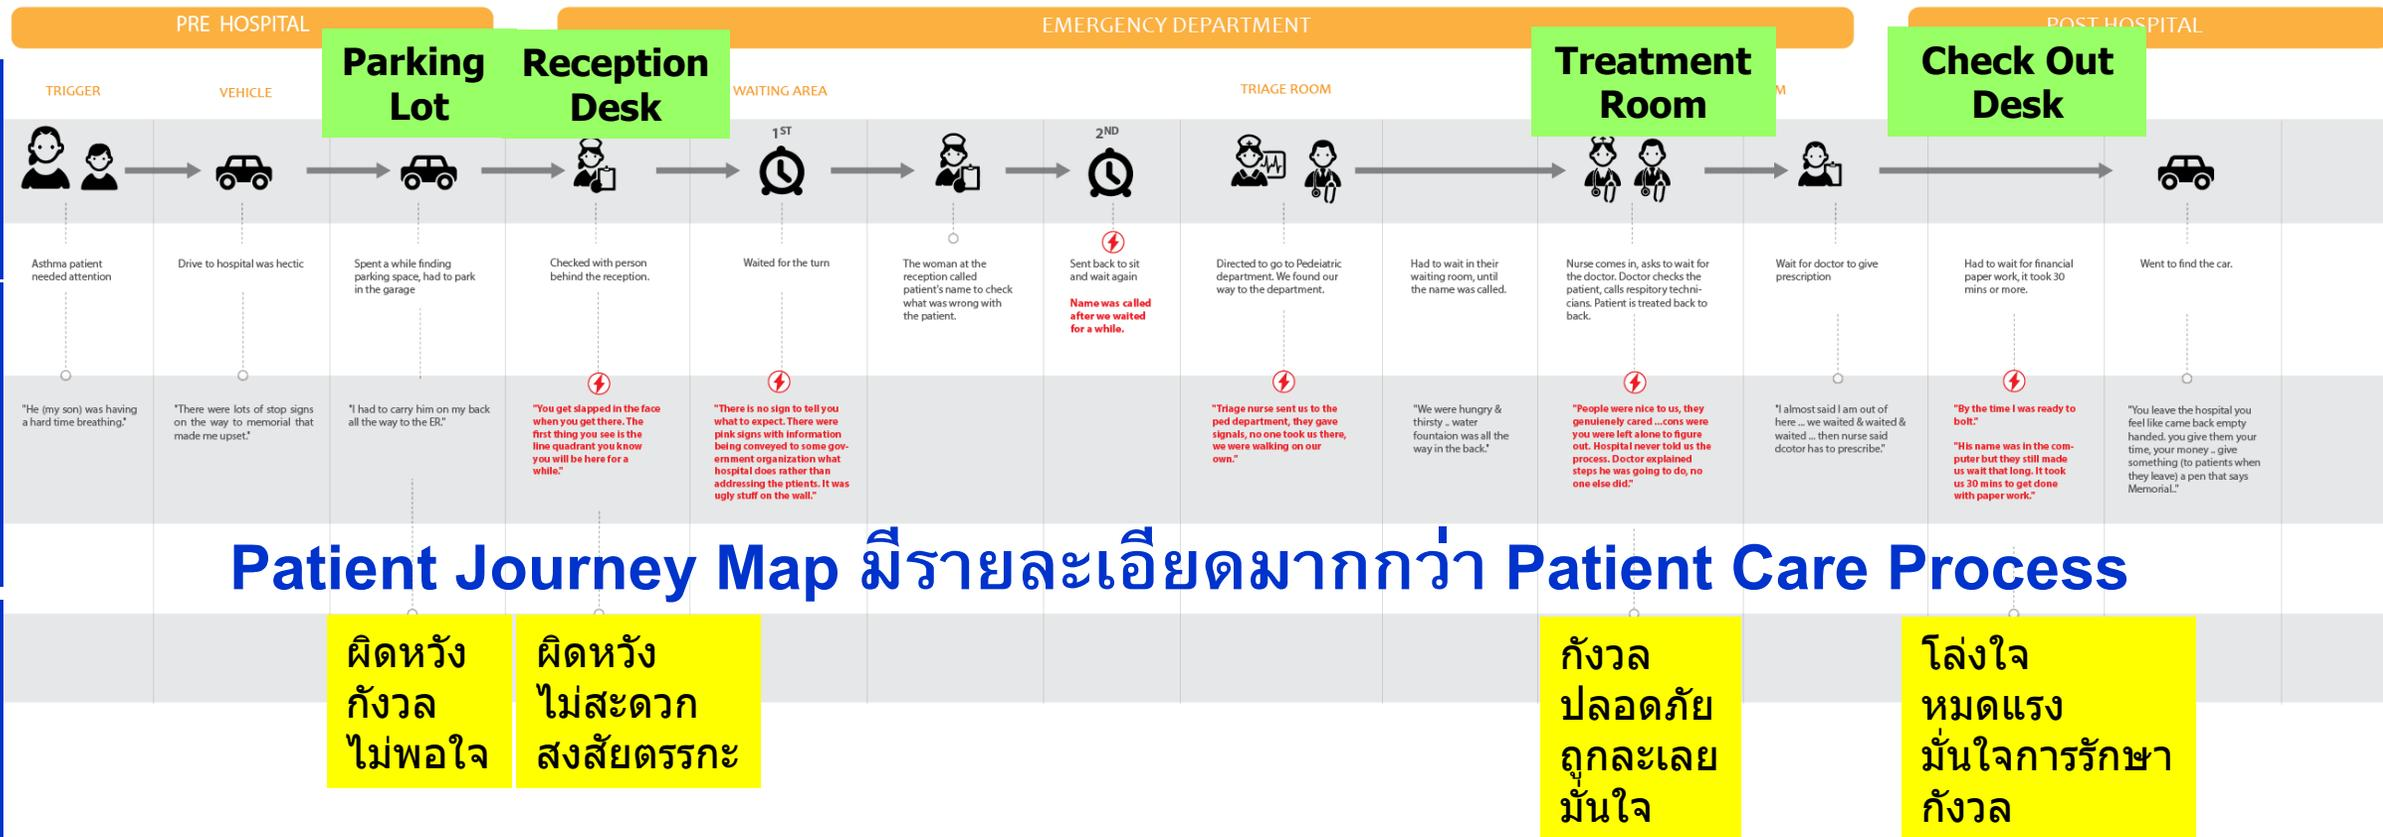 PRE HOSPITAL
EMERGENCY DEPARTMENT
POST HOSPITAL
Parking
Lot
Reception
Desk
Treatment
Room
Check Out
Desk
TRIGGER
VEHICLE
WAITING AREA
TRIAGE ROOM
M
1ST
2ND
Asthma patient
needed attention
Drive to hospital was hectic
Spent a while finding
parking space, had to park
in the garage
Checked with person
behind the reception.
Waited for the turn
The woman at the
reception called
patient's name to check
what was wrong with
the patient.
Sent back to sit
and wait again
Name was called
after we waited
for a while.
Directed to go to Pedeiatric
department. We found our
way to the department.
Had to wait in their
waiting room, until
the name was called.
Nurse comes in, asks to wait for
the doctor. Doctor checks the
patient, calls respitory techni-
cians. Patient is treated back to
back.
Wait for doctor to give
prescription
Had to wait for financial
paper work, it took 30
mins or more.
Went to find the car.
"He (my son) was having
a hard time breathing."
"There were lots of stop signs
on the way to memorial that
made me upset."
"I had to carry him on my back
all the way to the ER."
"You get slapped in the face
when you get there. The
first thing you see is the
line quadrant you know
you will be here for a
while."
"There is no sign to tell you
what to expect. There were
pink signs with information
being conveyed to some gov-
ernment organization what
hospital does rather than
addressing the ptients. It was
ugly stuff on the wall."
"Triage nurse sent us to the
ped department, they gave
signals, no one took us there,
we were walking on our
own."
"We were hungry &
thirsty .. water
fountaion was all the
way in the back."
"People were nice to us, they
genuienely cared ...cons were
you were left alone to figure
out. Hospital never told us the
process. Doctor explained
steps he was going to do, no
one else did."
"I almost said I am out of
here ... we waited & waited &
waited ... then nurse said
dcotor has to prescribe."
"By the time I was ready to
bolt."
"His name was in the com-
puter but they still made
us wait that long. It took
us 30 mins to get done
with paper work."
"You leave the hospital you
feel like came back empty
handed. you give them your
time, your money .. give
something (to patients when
they leave) a pen that says
Memorial.."
Patient Journey Map มีรายละเอียดมากกว่า Patient Care Process
ผิดหวัง
กังวล
ไม่พอใจ
ผิดหวัง
ไม่สะดวก
สงสัยตรรกะ
กังวล
ปลอดภัย
ถูกละเลย
มั่นใจ
โล่งใจ
หมดแรง
มั่นใจการรักษา
กังวล